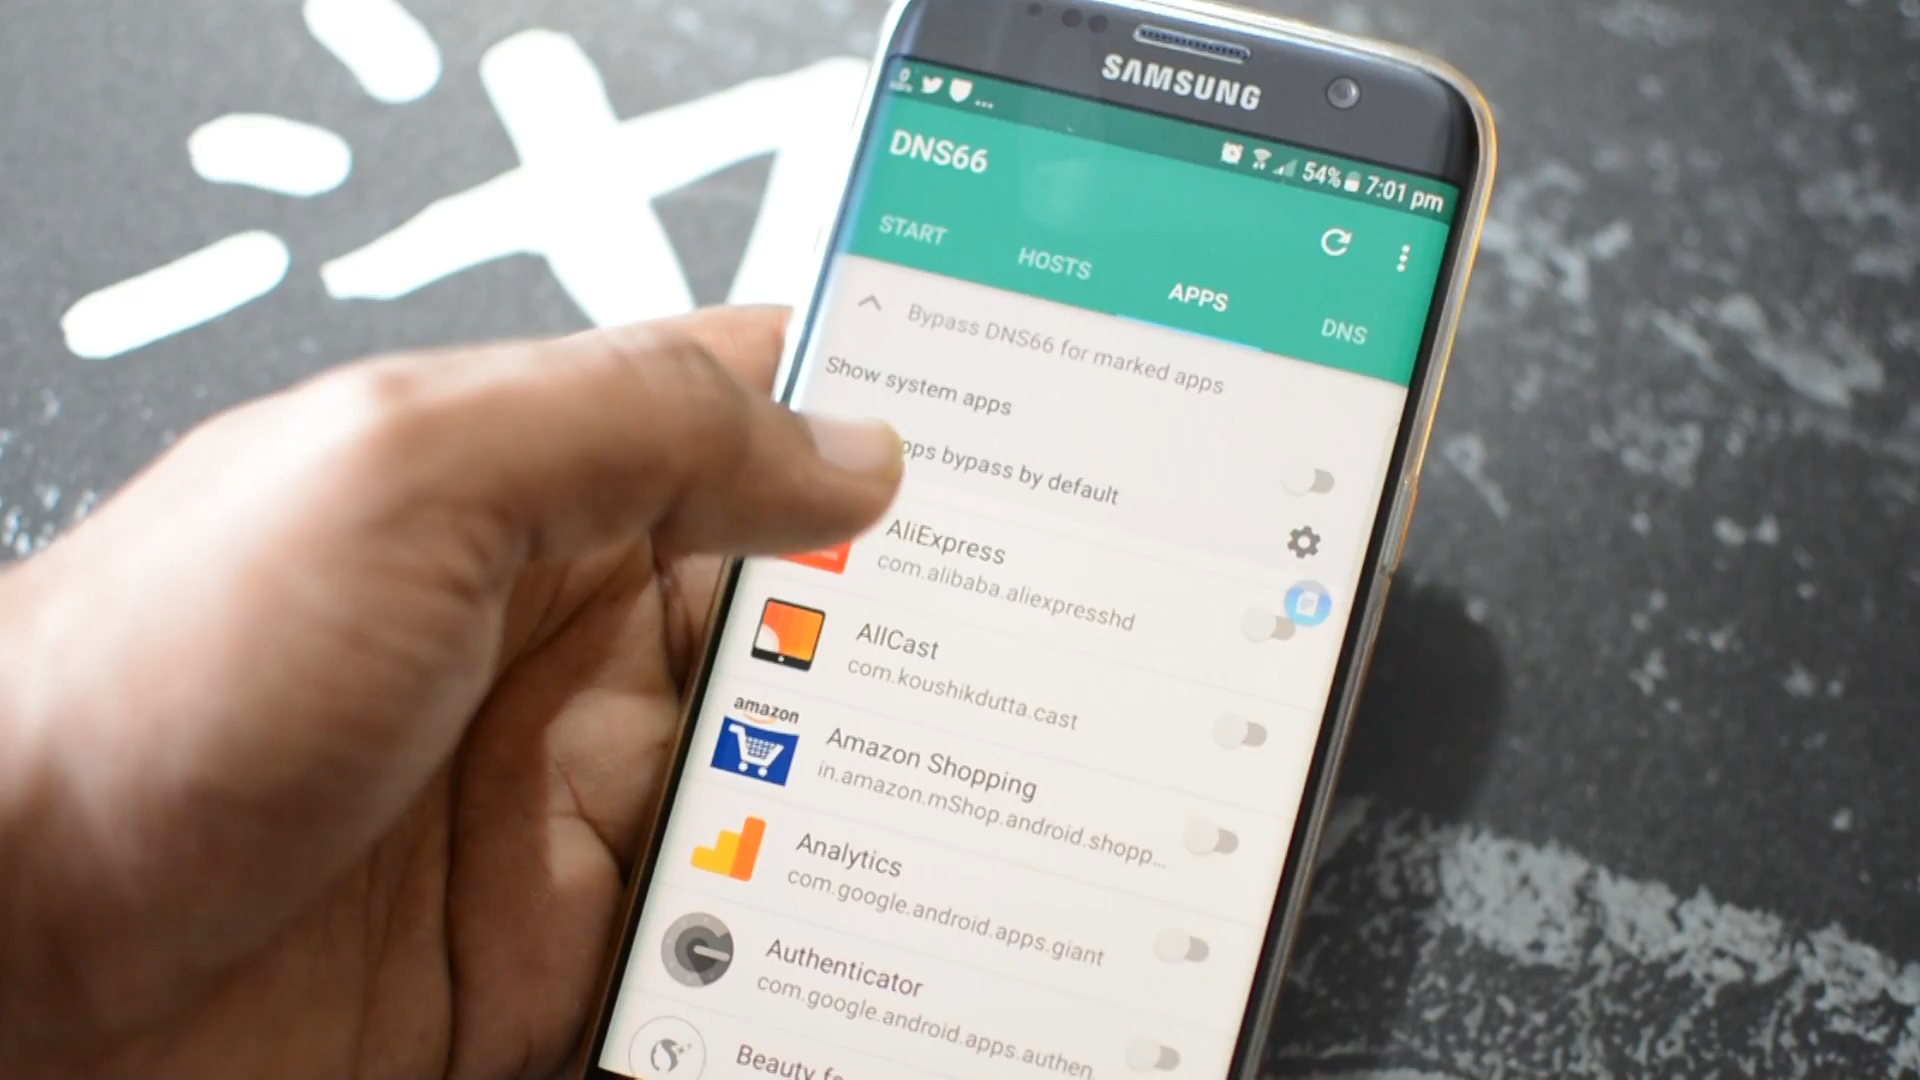 SAMSUNG
54% 7:01 pm
DNS66
START HOSTS APPS DNS
Bypass DNS66 for marked apps
Show system apps
bypass by default
AliExpress
com.alibaba.aliexpresshd
AllCast
com.koushikdutta.cast
amazon
Amazon Shopping
in.amazon.mShop.android.shopp...
Analytics
com.google.android.apps.giant
Authenticator
com.google.android.apps.authen
Beauty